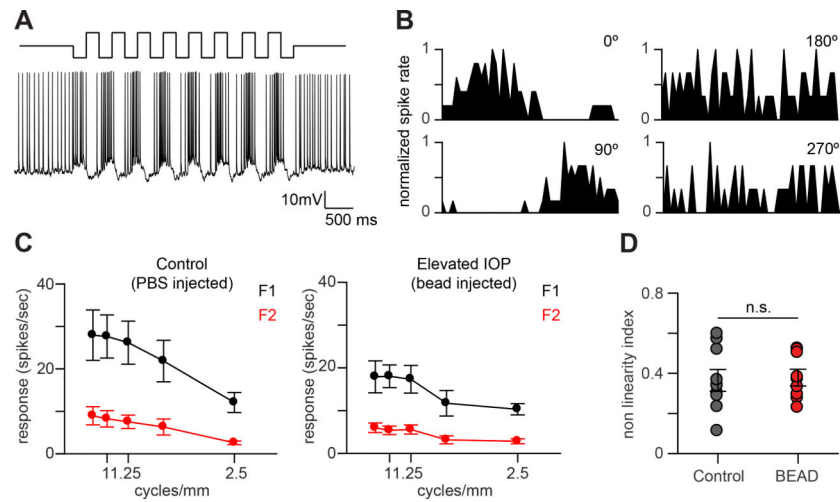 A
10mV
500 ms
B
normalized spike rate
1
0
0º
1
0
180º
1
0
90º
1
0
270º
C
Control
(PBS injected)
F1
F2
response (spikes/sec)
40
20
0
11.25
2.5
cycles/mm
Elevated IOP
(bead injected)
F1
F2
response (spikes/sec)
40
20
0
11.25
2.5
cycles/mm
D
n.s.
non linearity index
0.8
0.4
0
Control
BEAD